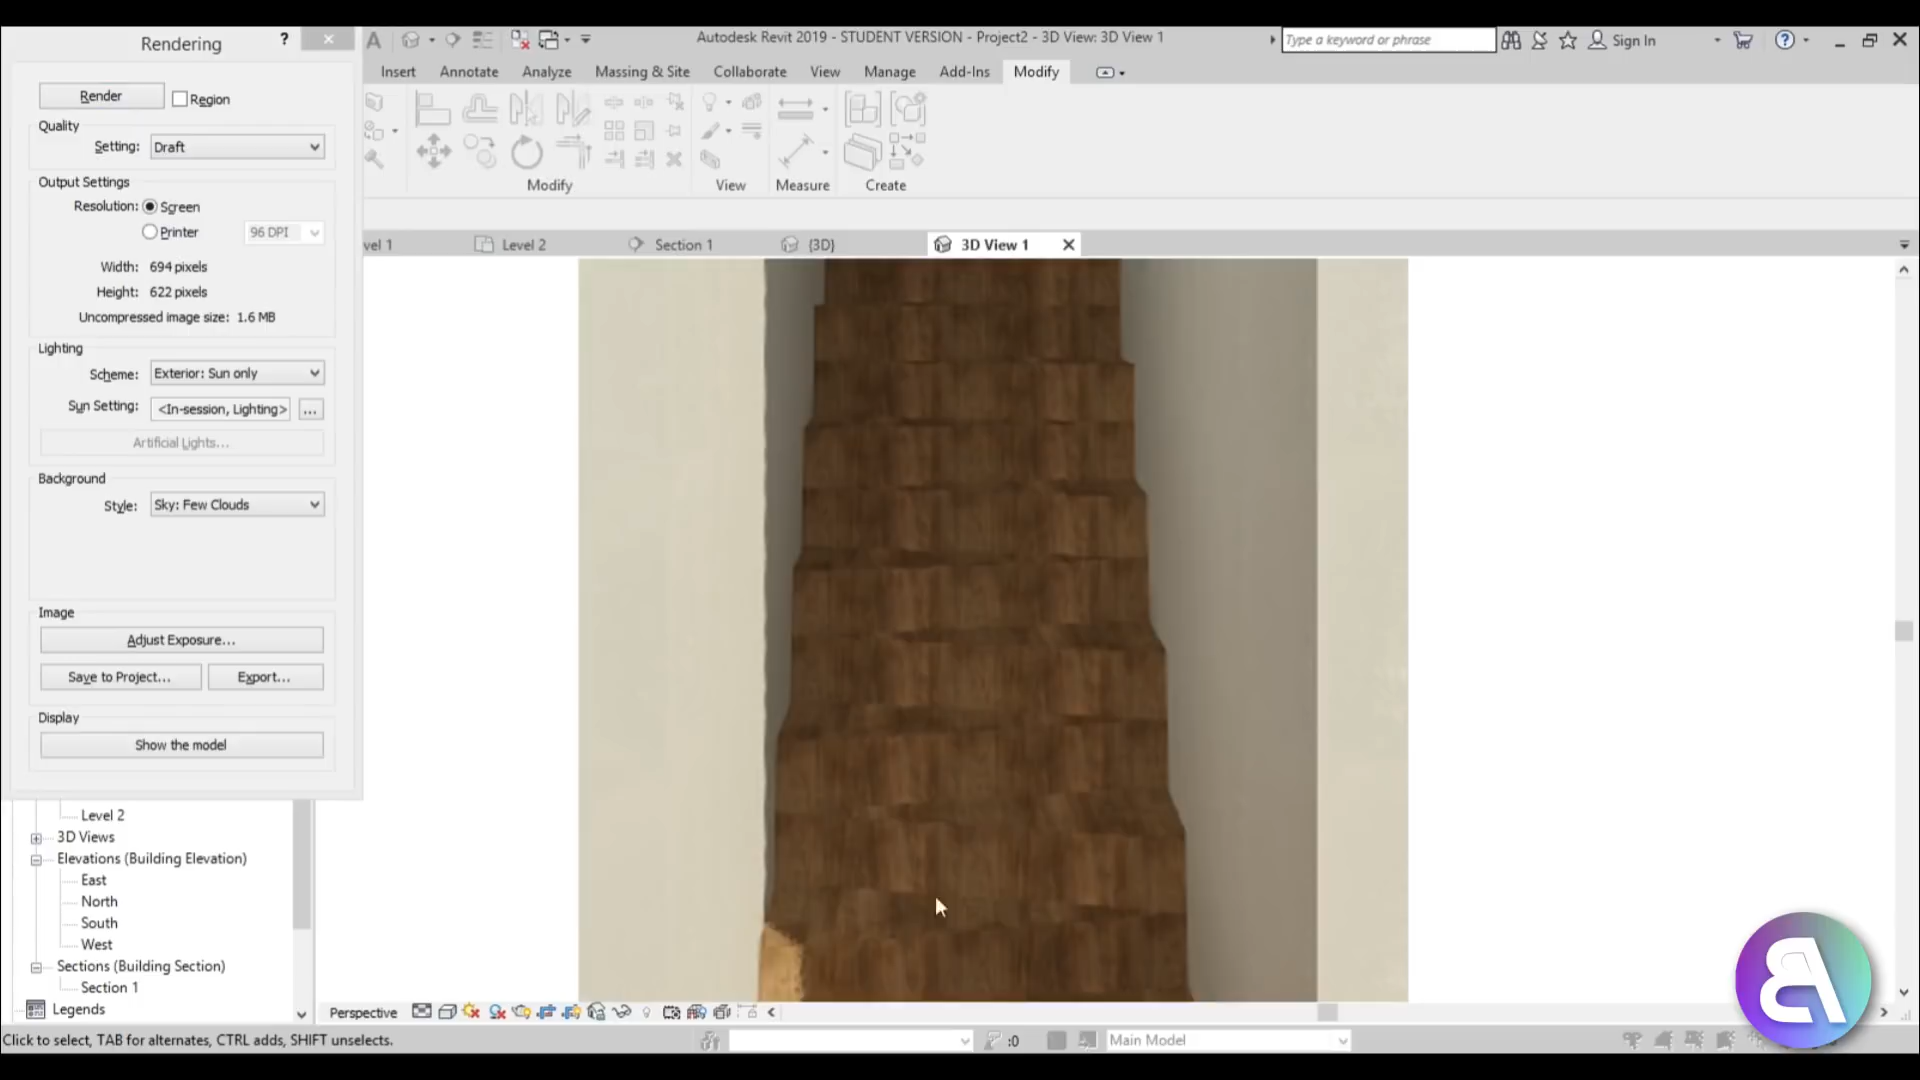 Rendering
?
Autodesk Revit 2019 - STUDENT VERSION - Project2 - 3D View: 3D View 1
Type a keyword or phrase
Sign In
Insert Annotate Analyze Massing & Site Collaborate View Manage Add-Ins Modify
Render
Region
Quality
Setting: Draft
Output Settings
Resolution: Screen
Printer 96 DPI
Width: 694 pixels
Height: 622 pixels
Uncompressed image size: 1.6 MB
Lighting
Scheme: Exterior: Sun only
Sun Setting: <In-session, Lighting> ...
Artificial Lights...
Background
Style: Sky: Few Clouds
Image
Adjust Exposure...
Save to Project... Export...
Display
Show the model
Modify View Measure Create
vel 1 Level 2 Section 1 {3D} 3D View 1
Level 2
3D Views
Elevations (Building Elevation)
East
North
South
West
Sections (Building Section)
Section 1
Legends
Perspective
Click to select, TAB for alternates, CTRL adds, SHIFT unselects.
:0
Main Model